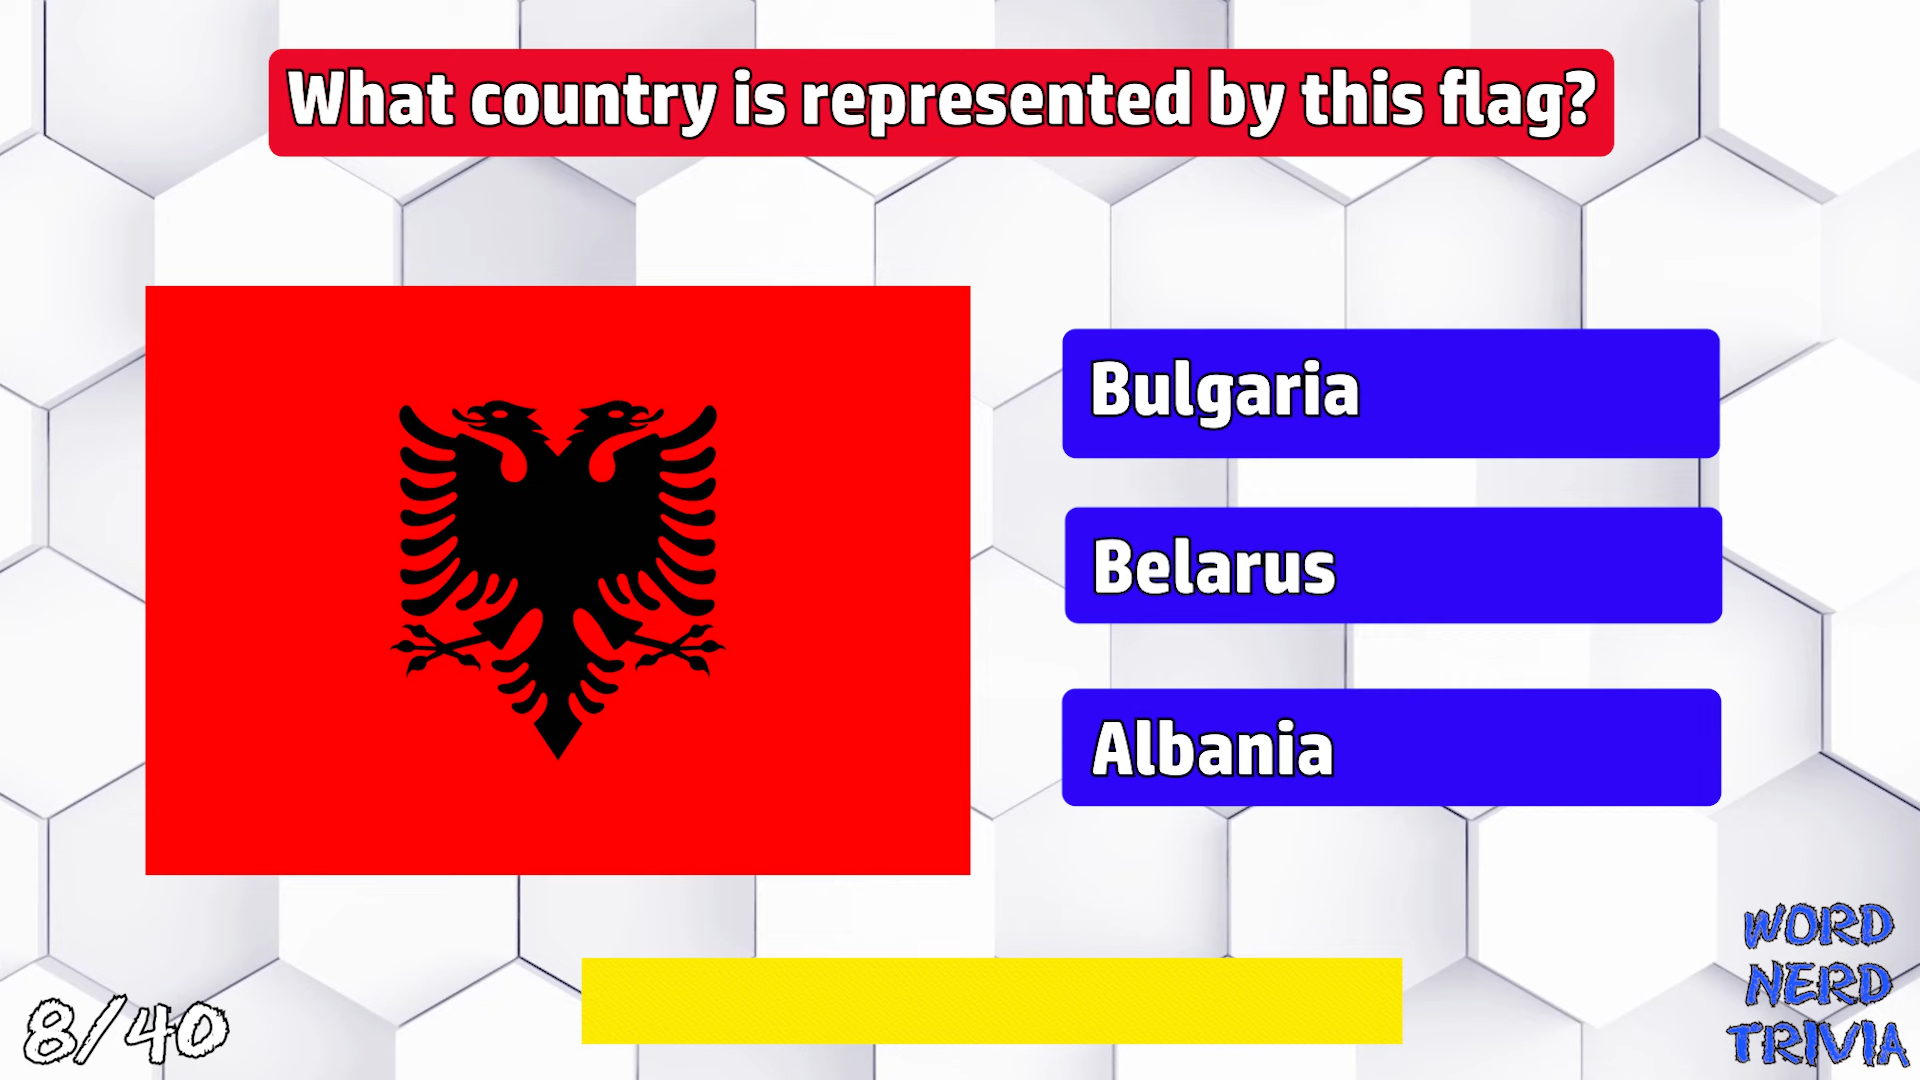 What country is represented by this flag?
Bulgaria
Belarus
Albania
8/40
WORD
NERD
TRIVIA